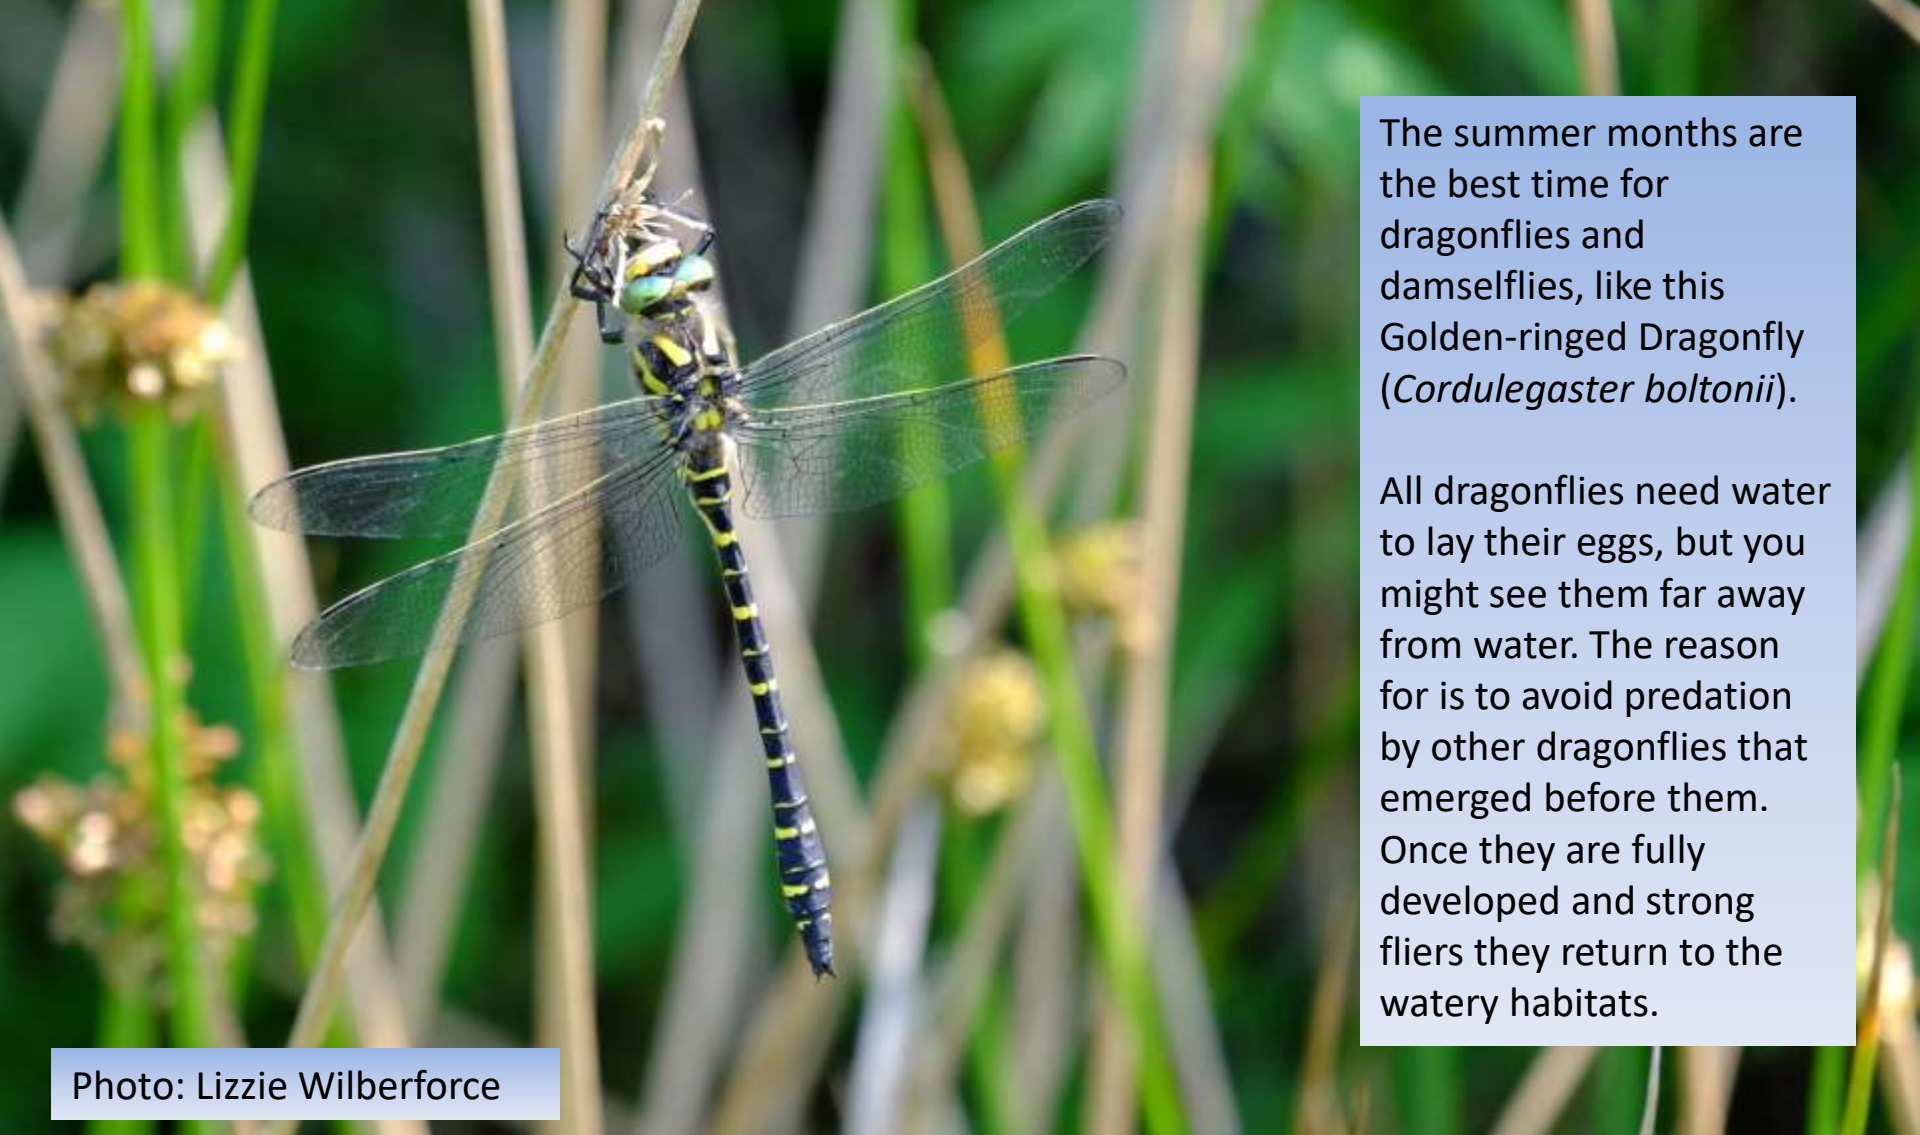 The summer months are
the best time for
dragonflies and
damselflies, like this
Golden-ringed Dragonfly
(Cordulegaster boltonii).
All dragonflies need water
to lay their eggs, but you
might see them far away
from water. The reason
for is to avoid predation
by other dragonflies that
emerged before them.
Once they are fully
developed and strong
fliers they return to the
watery habitats.
Photo: Lizzie Wilberforce